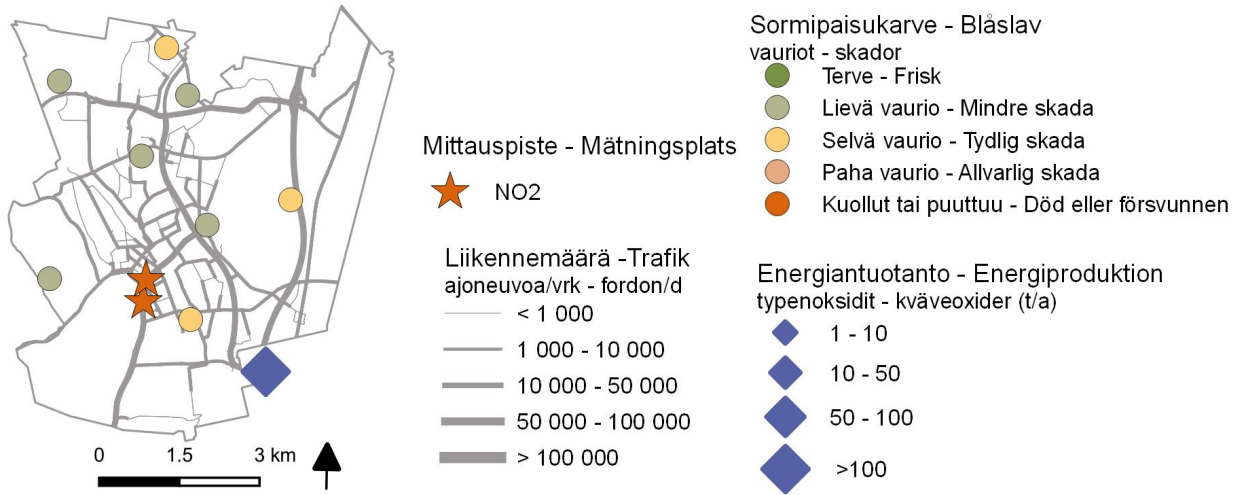 Sormipaisukarve - Blåslav
vauriot - skador
Terve - Frisk
Lievä vaurio - Mindre skada
Selvä vaurio - Tydlig skada
Paha vaurio - Allvarlig skada
Kuollut tai puuttuu - Död eller försvunnen
Mittauspiste - Mätningsplats
NO2
Liikennemäärä -Trafik
ajoneuvoa/vrk - fordon/d
< 1 000
1 000 - 10 000
10 000 - 50 000
50 000 - 100 000
> 100 000
Energiantuotanto - Energiproduktion
typenoksidit - kväveoxider (t/a)
1 - 10
10 - 50
50 - 100
>100
0 1.5 3 km